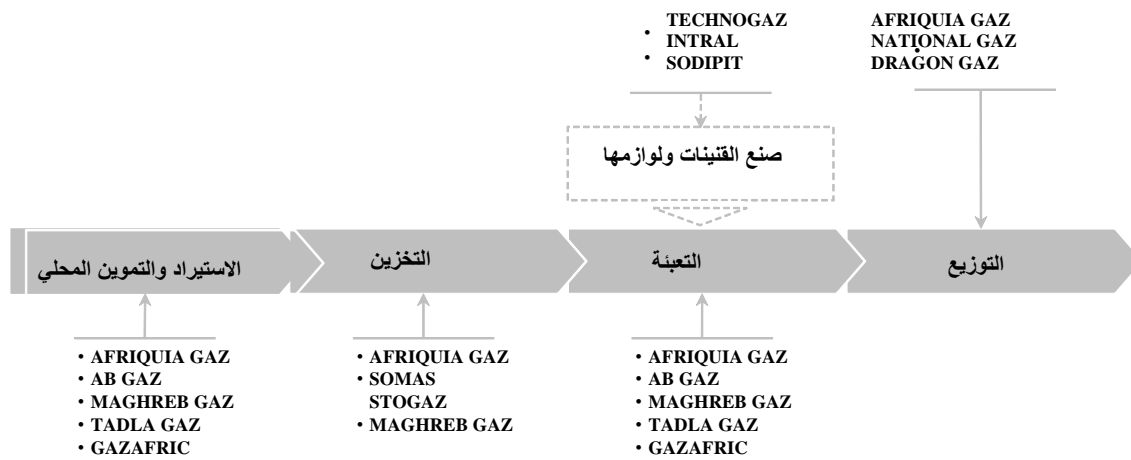 TECHNOGAZ
INTRAL
SODIPIT
AFRIQUIA GAZ
NATIONAL GAZ
DRAGON GAZ
صنع القنينات ولوازمها
الاستيراد والتموين المحلي
التخزين
التعبئة
التوزيع
• AFRIQUIA GAZ
• AB GAZ
• MAGHREB GAZ
• TADLA GAZ
• GAZAFRIC
• AFRIQUIA GAZ
• SOMAS
STOGAZ
• MAGHREB GAZ
• AFRIQUIA GAZ
• AB GAZ
• MAGHREB GAZ
• TADLA GAZ
• GAZAFRIC